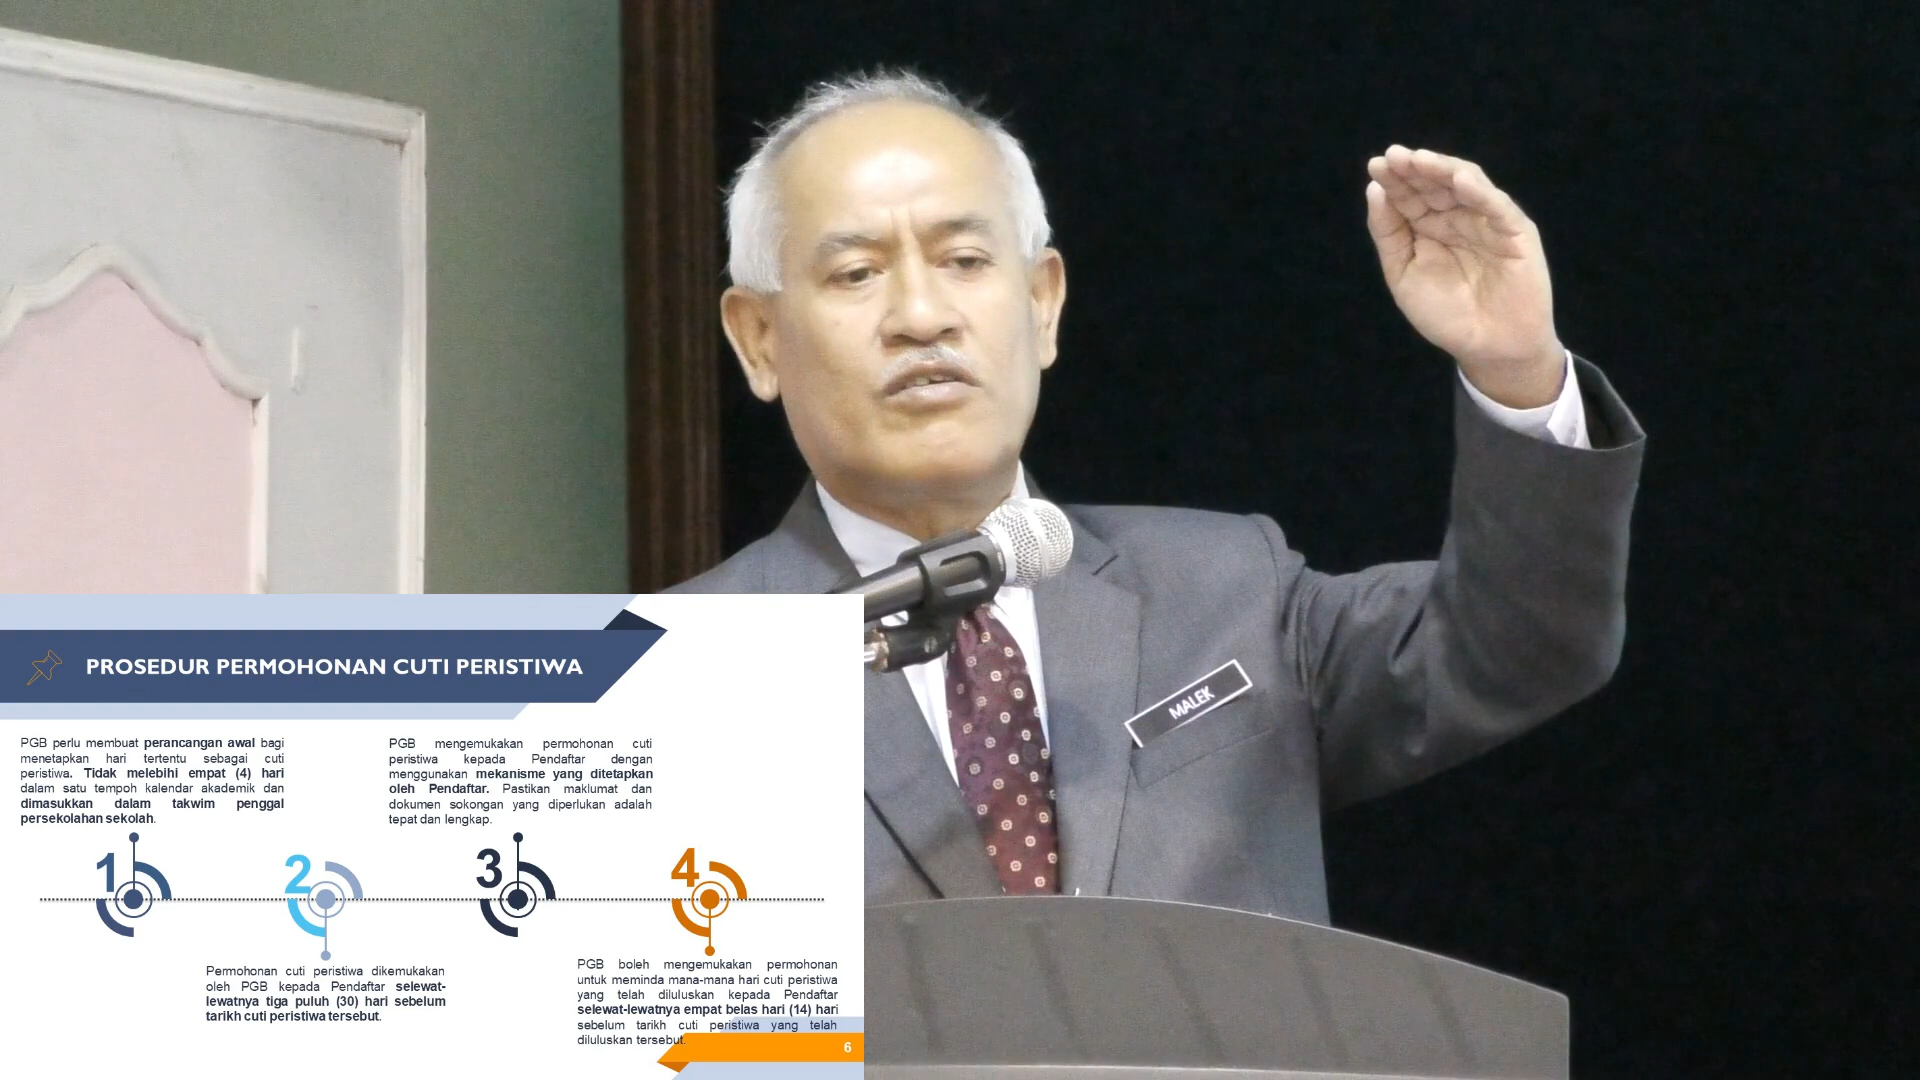 MALEK
PROSEDUR PERMOHONAN CUTI PERISTIWA
PGB perlu membuat perancangan awal bagi
menetapkan hari tertentu sebagai cuti
peristiwa. Tidak melebihi empat (4) hari
dalam satu tempoh kalendar akademik dan
dimasukkan dalam takwim penggal
persekolahan sekolah.
PGB mengemukakan permohonan cuti
peristiwa kepada Pendaftar dengan
menggunakan mekanisme yang ditetapkan
oleh Pendaftar. Pastikan maklumat dan
dokumen sokongan yang diperlukan adalah
tepat dan lengkap.
1
2
3
4
Permohonan cuti peristiwa dikemukakan
oleh PGB kepada Pendaftar selewat-
lewatnya tiga puluh (30) hari sebelum
tarikh cuti peristiwa tersebut.
PGB boleh mengemukakan permohonan
untuk meminda mana-mana hari cuti peristiwa
yang telah diluluskan kepada Pendaftar
selewat-lewatnya empat belas hari (14) hari
sebelum tarikh cuti peristiwa yang telah
diluluskan tersebut.
6